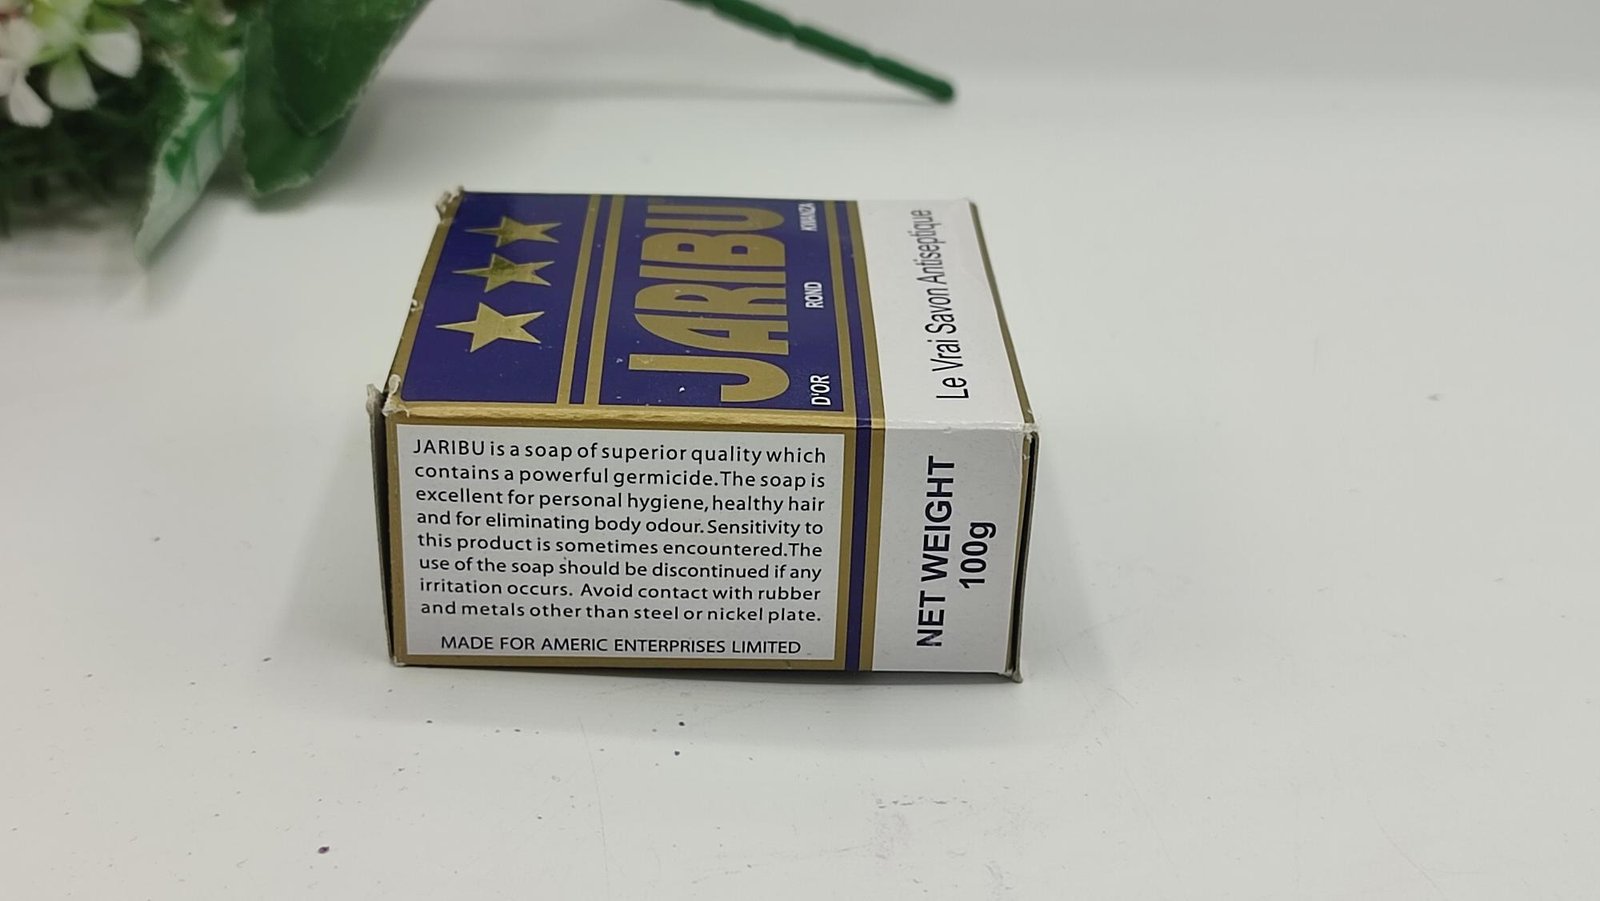 JARIBU
D'OR ROND KWANZA
Le Vrai Savon Antiseptique
JARIBU is a soap of superior quality which
contains a powerful germicide. The soap is
excellent for personal hygiene, healthy hair
and for eliminating body odour. Sensitivity to
this product is sometimes encountered. The
use of the soap should be discontinued if any
irritation occurs. Avoid contact with rubber
and metals other than steel or nickel plate.
MADE FOR AMERIC ENTERPRISES LIMITED
NET WEIGHT
100g